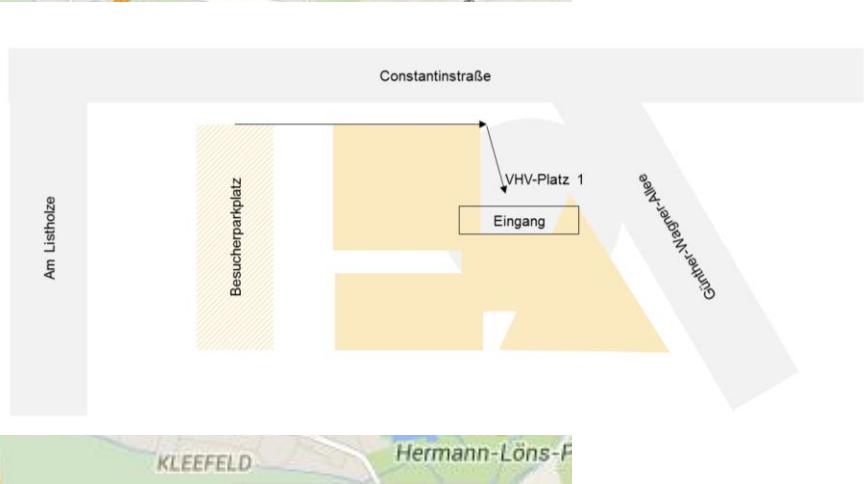 Constantinstraße
Am Listholze
Besucherparkplatz
VHV-Platz 1
Eingang
Günther-Wagner-Allee
KLEEFELD
Hermann-Löns-P